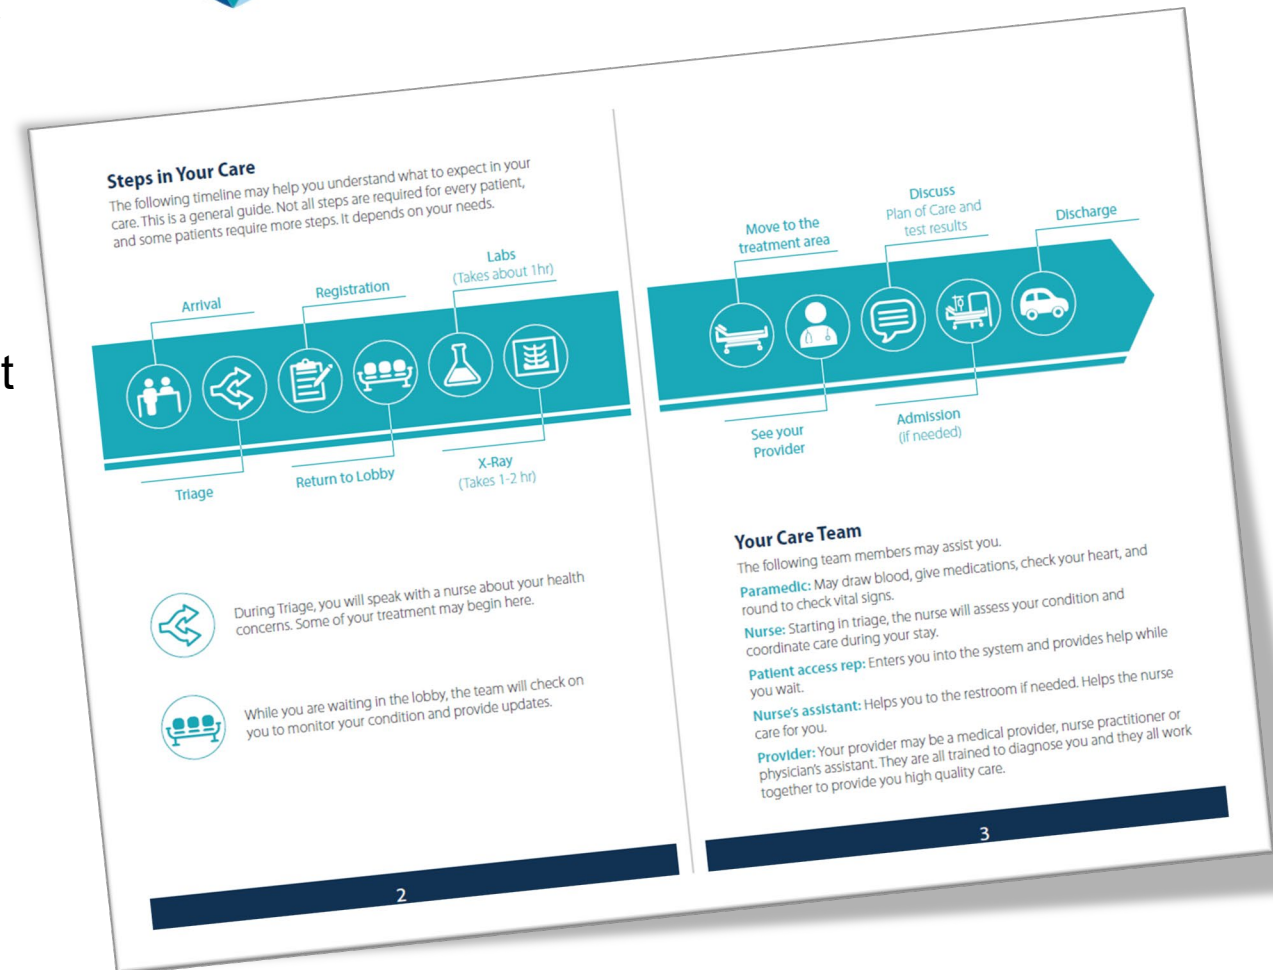 t
Steps in Your Care
The following timeline may help you understand what to expect in your
care. This is a general guide. Not all steps are required for every patient,
and some patients require more steps. It depends on your needs.
Arrival
Registration
Labs
(Takes about 1hr)
Triage
Return to Lobby
X-Ray
(Takes 1-2 hr)
During Triage, you will speak with a nurse about your health
concerns. Some of your treatment may begin here.
While you are waiting in the lobby, the team will check on
you to monitor your condition and provide updates.
2
Move to the
treatment area
Discuss
Plan of Care and
test results
Discharge
See your
Provider
Admission
(if needed)
Your Care Team
The following team members may assist you.
Paramedic: May draw blood, give medications, check your heart, and
round to check vital signs.
Nurse: Starting in triage, the nurse will assess your condition and
coordinate care during your stay.
Patient access rep: Enters you into the system and provides help while
you wait.
Nurse's assistant: Helps you to the restroom if needed. Helps the nurse
care for you.
Provider: Your provider may be a medical provider, nurse practitioner or
physician's assistant. They are all trained to diagnose you and they all work
together to provide you high quality care.
3